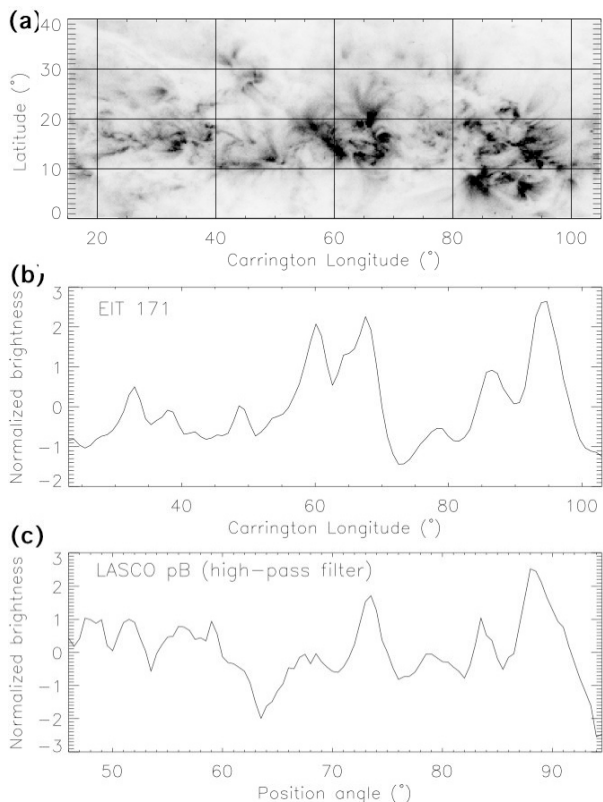 (a)
40
30
20
10
0
Latitude (°)
20 40 60 80 100
Carrington Longitude (°)
(b)
3
2
1
0
−1
−2
Normalized brightness
EIT 171
40 60 80 100
Carrington Longitude (°)
(c)
3
2
1
0
−1
−2
−3
Normalized brightness
LASCO pB (high−pass filter)
50 60 70 80 90
Position angle (°)